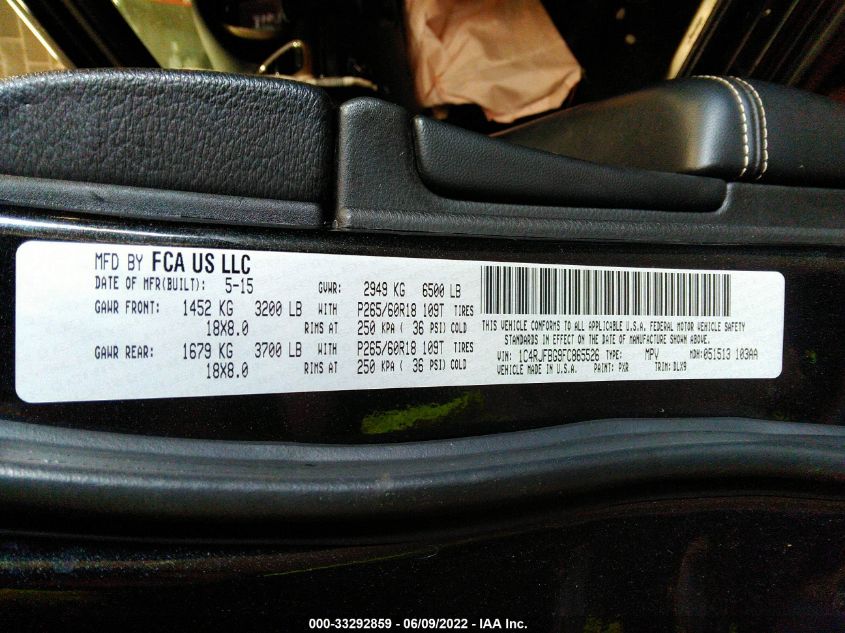 MFD BY FCA US LLC
DATE OF MFR(BUILT): 5-15 GVWR: 2949 KG 6500 LB
GAWR FRONT: 1452 KG 3200 LB WITH P265/60R18 109T TIRES
18X8.0 RIMS AT 250 KPA ( 36 PSI) COLD
GAWR REAR: 1679 KG 3700 LB WITH P265/60R18 109T TIRES
18X8.0 RIMS AT 250 KPA ( 36 PSI) COLD
THIS VEHICLE CONFORMS TO ALL APPLICABLE U.S.A. FEDERAL MOTOR VEHICLE SAFETY
STANDARDS IN EFFECT ON THE DATE OF MANUFACTURE SHOWN ABOVE.
VIN: 1C4RJFBG9FC865526 TYPE: MPV MDH: 051513 103AA
VEHICLE MADE IN U.S.A. PAINT: PXR TRIM: DLX9
000-33292859 - 06/09/2022 - IAA Inc.